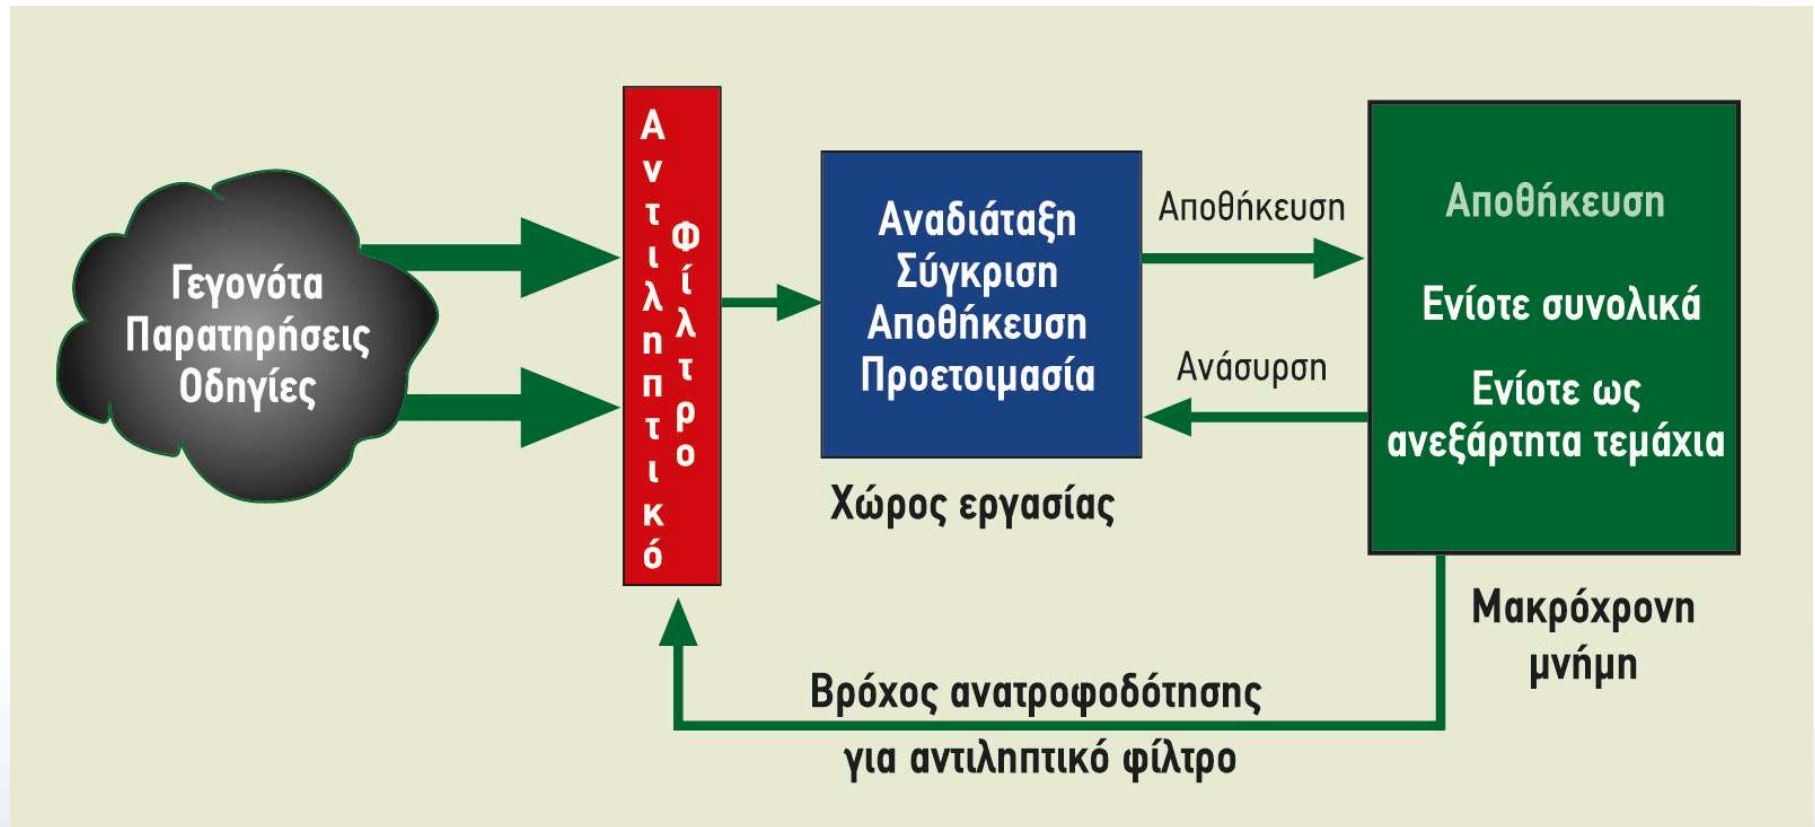 Γεγονότα
Παρατηρήσεις
Οδηγίες
Αντιληπτικό
Φίλτρο
Αναδιάταξη
Σύγκριση
Αποθήκευση
Προετοιμασία
Χώρος εργασίας
Αποθήκευση
Ανάσυρση
Αποθήκευση
Ενίοτε συνολικά
Ενίοτε ως
ανεξάρτητα τεμάχια
Μακρόχρονη
μνήμη
Βρόχος ανατροφοδότησης
για αντιληπτικό φίλτρο